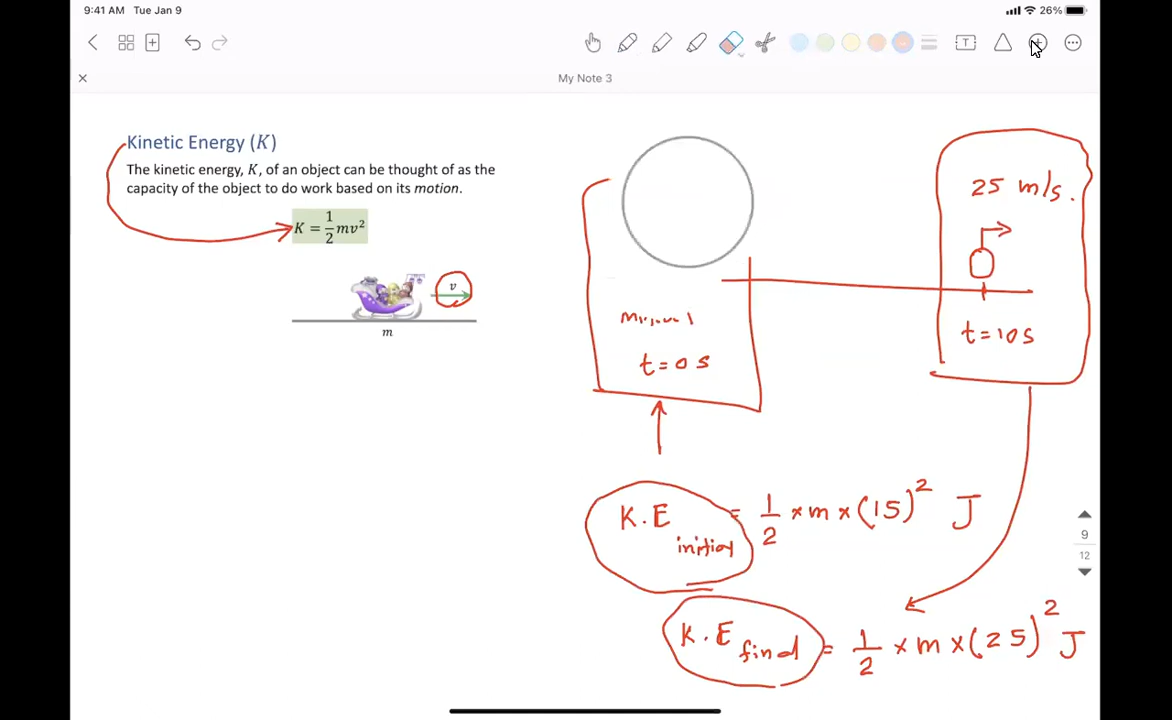 9:41 AM Tue Jan 9
26%
My Note 3
Kinetic Energy (K)
The kinetic energy, K, of an object can be thought of as the
capacity of the object to do work based on its motion.
K = 1/2 mv²
v
m
25 m/s.
t=10s
t=0s
K.E initial = 1/2 × m × (15)² J
K.E final = 1/2 × m × (25)² J
9
12
T